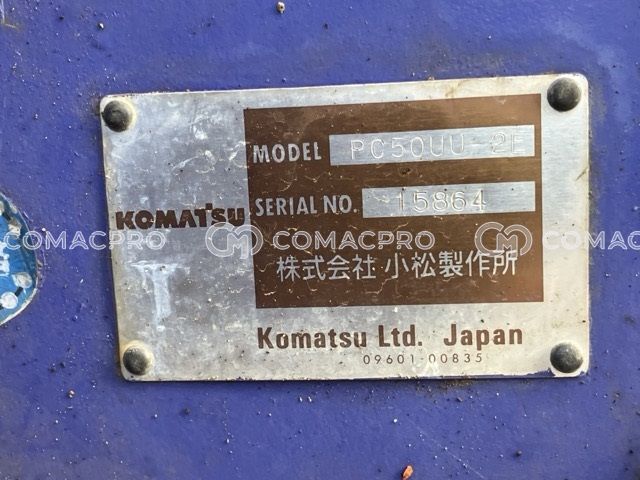 MODEL PC50UU-2E
SERIAL NO. 15864
KOMATSU
COMACPRO COMACPRO COMACPRO
株式会社 小松製作所
Komatsu Ltd. Japan
09601-00835